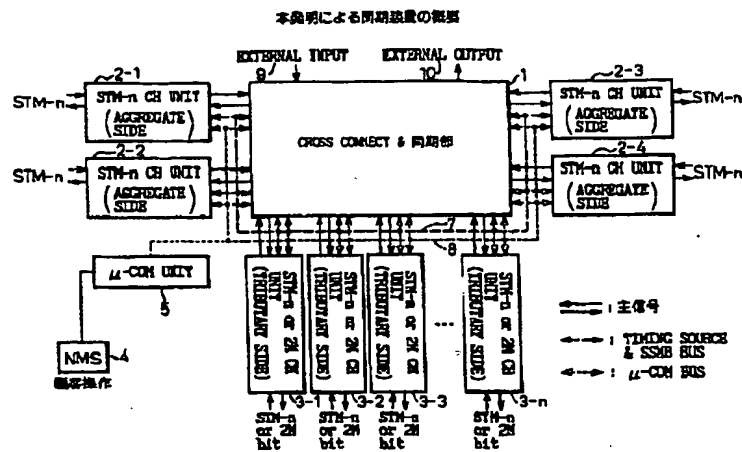 本発明による同期装置の概要
EXTERNAL INPUT
EXTERNAL OUTPUT
9
10
1
2-1
STM-n CH UNIT
(AGGREGATE
SIDE)
STM-n
2-2
STM-n CH UNIT
(AGGREGATE
SIDE)
STM-n
CROSS CONNECT & 同期部
2-3
STM-n CH UNIT
(AGGREGATE
SIDE)
STM-n
2-4
STM-n CH UNIT
(AGGREGATE
SIDE)
STM-n
7
8
μ-COM UNIT
5
NMS
4
顧客操作
STM-n or 2M CH
UNIT
(TRIBUTARY SIDE)
3-1
STM-n or 2M CH
UNIT
(TRIBUTARY SIDE)
3-2
STM-n or 2M CH
UNIT
(TRIBUTARY SIDE)
3-3
...
STM-n or 2M CH
UNIT
(TRIBUTARY SIDE)
3-n
STM-n
or 2M
bit
STM-n
or 2M
bit
STM-n
or 2M
bit
STM-n
or 2M
bit
: 主信号
: TIMING SOURCE
& SSMB BUS
: μ-COM BUS